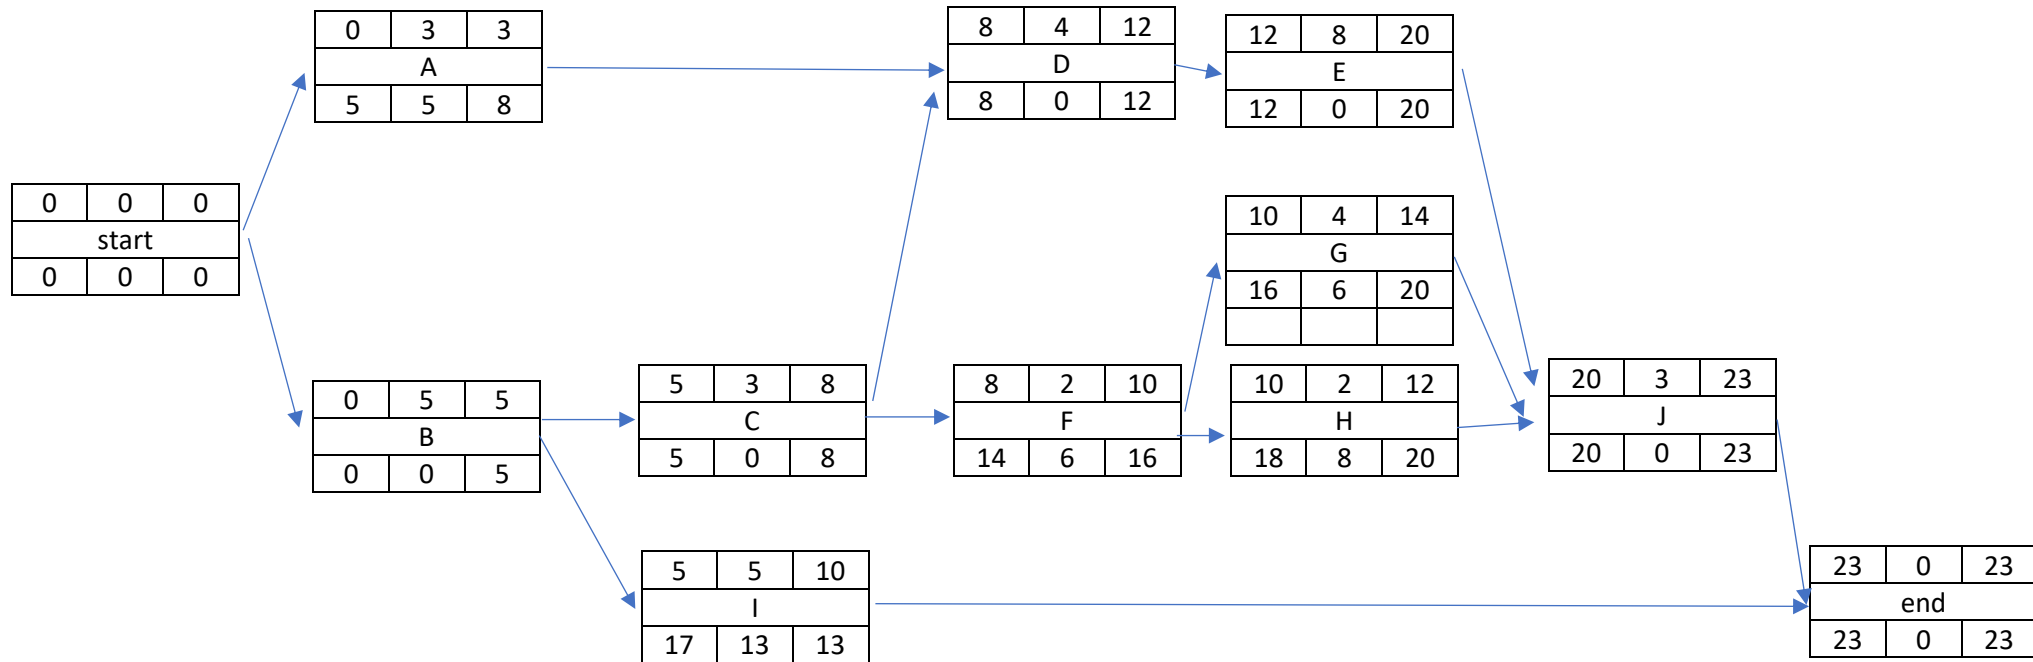 0 3 3
A
5 5 8
8 4 12
D
8 0 12
12 8 20
E
12 0 20
0 0 0
start
0 0 0
10 4 14
G
16 6 20
0 5 5
B
0 0 5
5 3 8
C
5 0 8
8 2 10
F
14 6 16
10 2 12
H
18 8 20
20 3 23
J
20 0 23
5 5 10
I
17 13 13
23 0 23
end
23 0 23